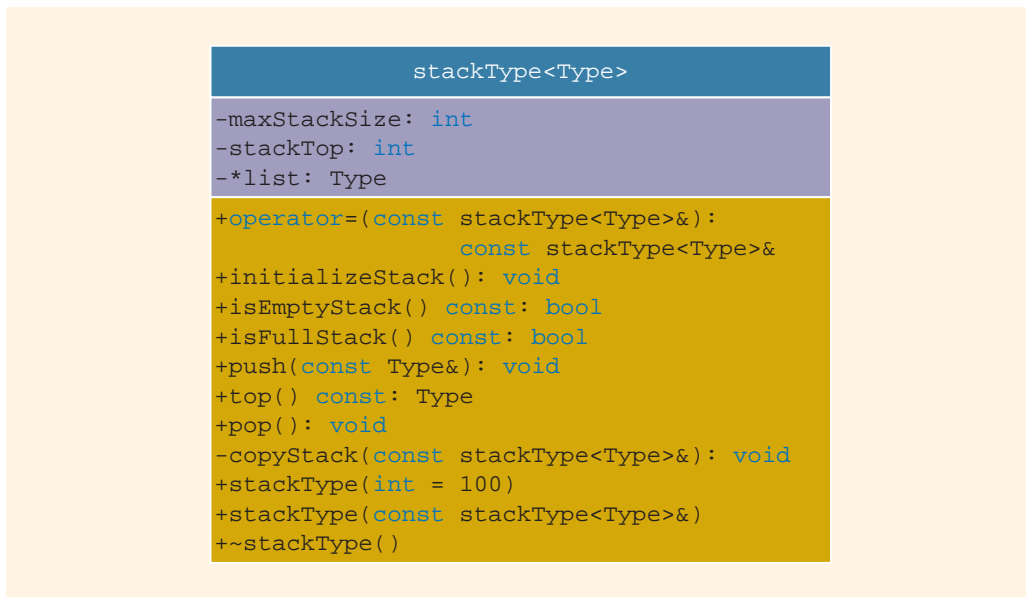 stackType<Type>
-maxStackSize: int
-stackTop: int
-*list: Type
+operator=(const stackType<Type>&):
const stackType<Type>&
+initializeStack(): void
+isEmptyStack() const: bool
+isFullStack() const: bool
+push(const Type&): void
+top() const: Type
+pop(): void
-copyStack(const stackType<Type>&): void
+stackType(int = 100)
+stackType(const stackType<Type>&)
+~stackType()